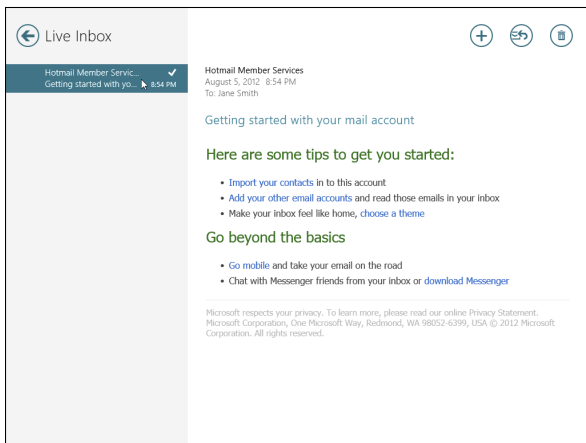 Live Inbox
Hotmail Member Servic...
Getting started with yo... 8:54 PM
Hotmail Member Services
August 5, 2012 8:54 PM
To: Jane Smith
Getting started with your mail account
Here are some tips to get you started:
• Import your contacts in to this account
• Add your other email accounts and read those emails in your inbox
• Make your inbox feel like home, choose a theme
Go beyond the basics
• Go mobile and take your email on the road
• Chat with Messenger friends from your inbox or download Messenger
Microsoft respects your privacy. To learn more, please read our online Privacy Statement.
Microsoft Corporation, One Microsoft Way, Redmond, WA 98052-6399, USA © 2012 Microsoft
Corporation. All rights reserved.